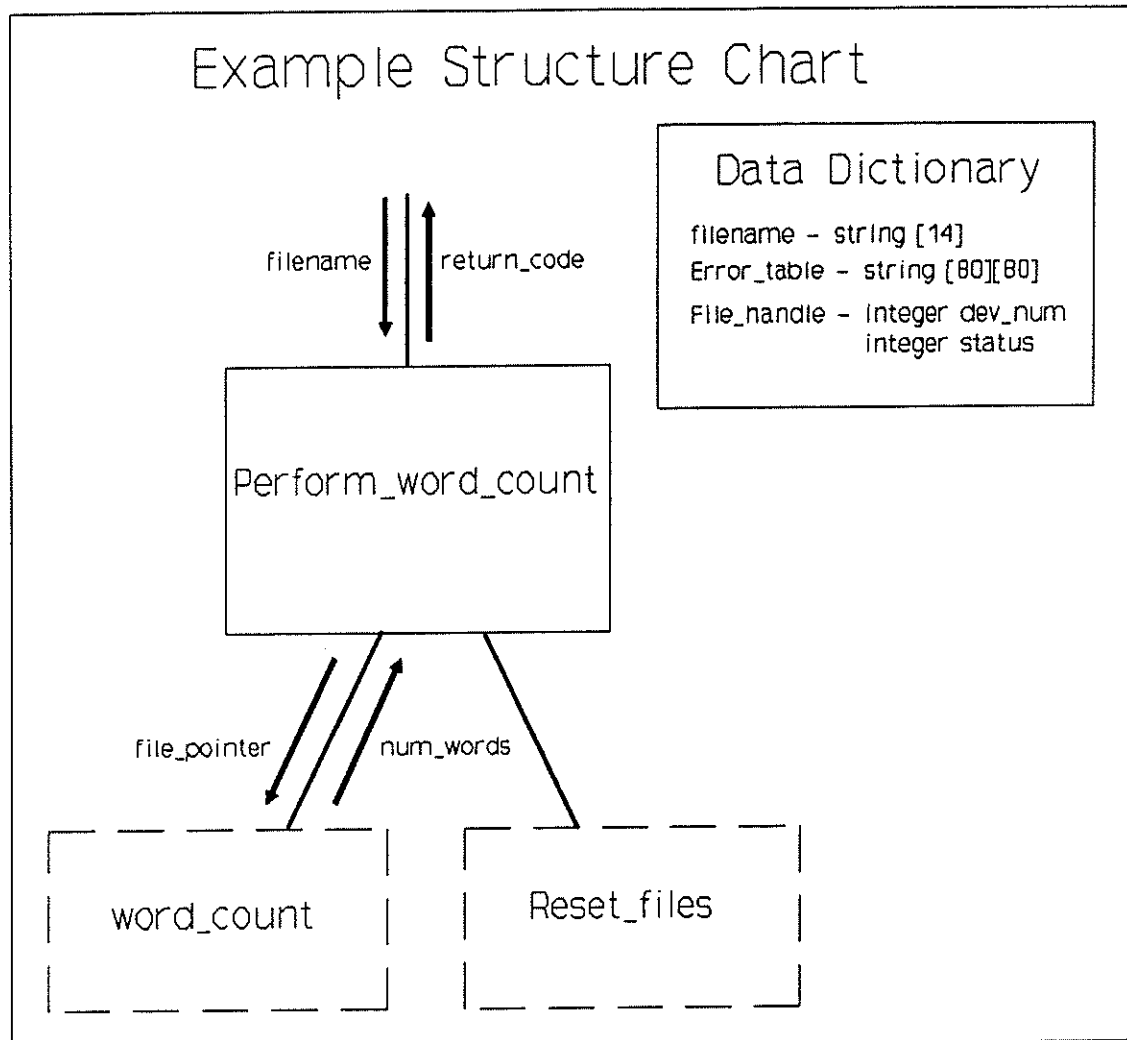 Example Structure Chart
Data Dictionary
filename - string [14]
Error_table - string [80][80]
File_handle - integer dev_num
integer status
filename
return_code
Perform_word_count
file_pointer
num_words
word_count
Reset_files